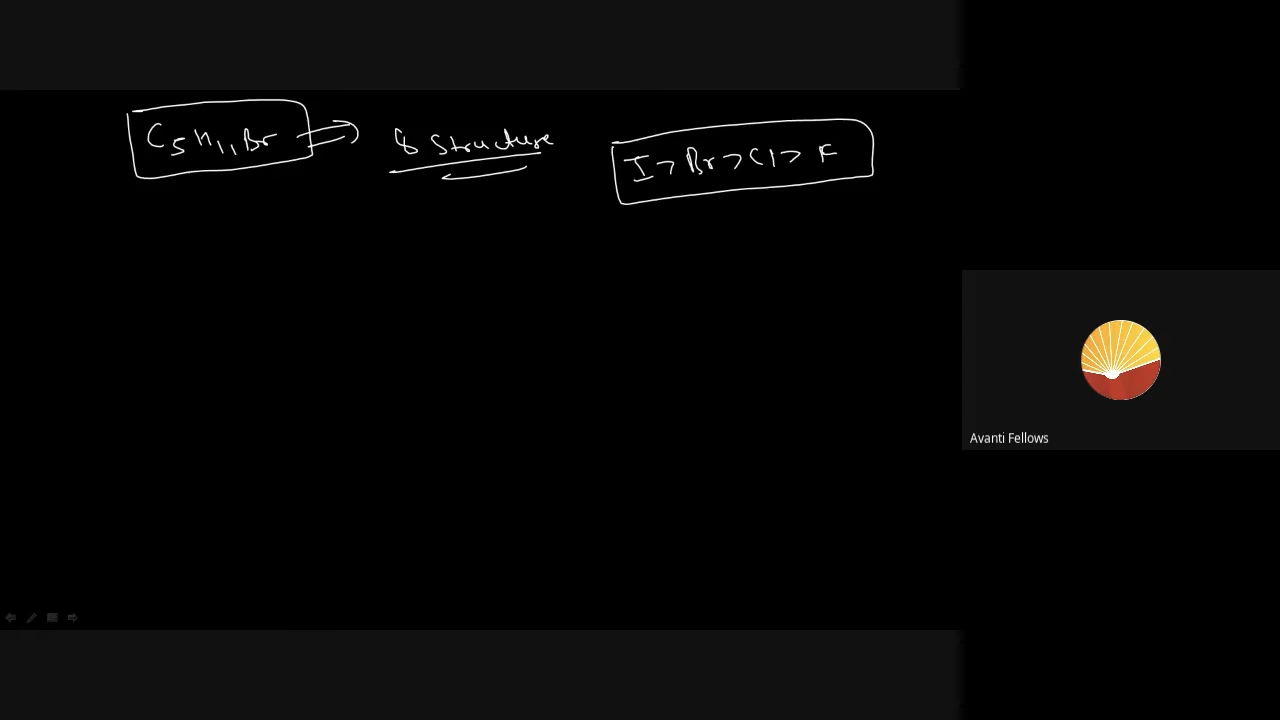 C5H11Br ⇒ 8 Structure
I > Br > Cl > F
Avanti Fellows